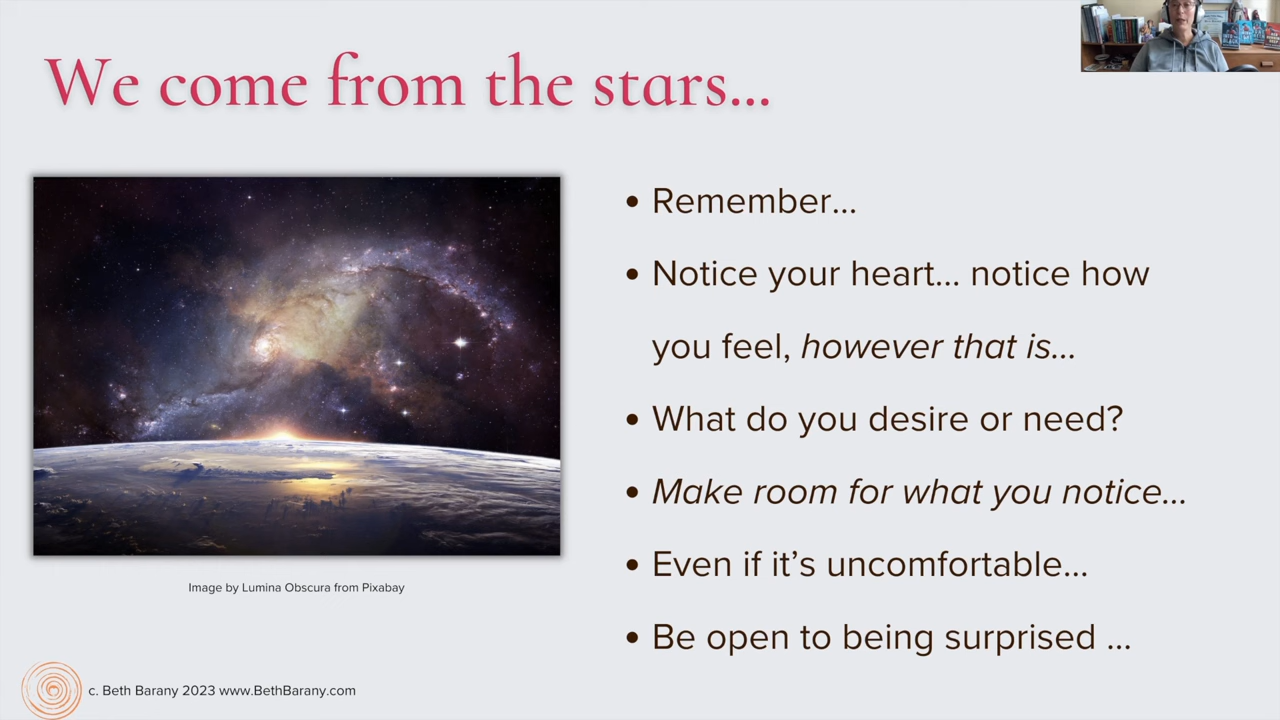 We come from the stars...
• Remember...
• Notice your heart... notice how
you feel, however that is...
• What do you desire or need?
• Make room for what you notice...
• Even if it’s uncomfortable...
• Be open to being surprised ...
Image by Lumina Obscura from Pixabay
c. Beth Barany 2023 www.BethBarany.com